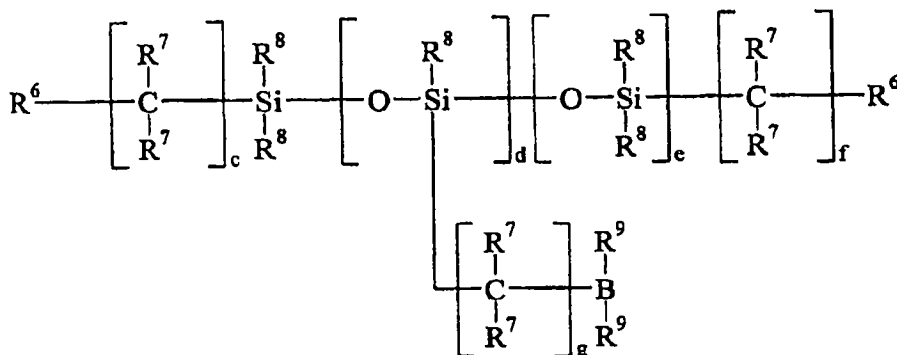 R⁷ R⁸ R⁸ R⁸ R⁷
R⁶ C Si O Si O Si C R⁶
R⁷ c R⁸ d R⁸ e R⁷ f
R⁷ R⁹
C B
R⁷ g R⁹